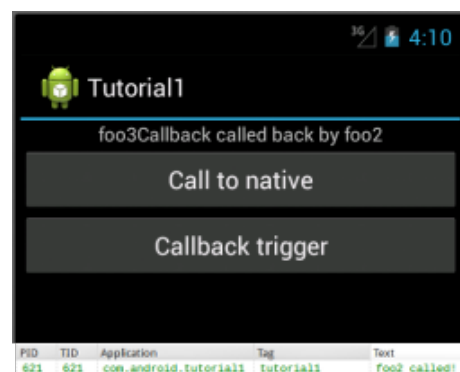 3G 4:10
Tutorial1
foo3Callback called back by foo2
Call to native
Callback trigger
PID TID Application Tag Text
621 621 com.android.tutorial1 tutorial1 foo2 called!